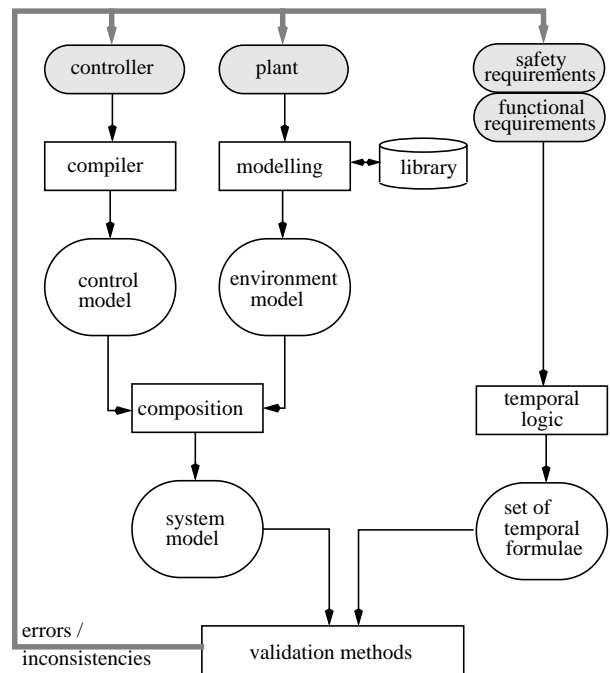 controller
plant
safety
requirements
functional
requirements
compiler
modelling
library
control
model
environment
model
composition
temporal
logic
system
model
set of
temporal
formulae
errors /
inconsistencies
validation methods